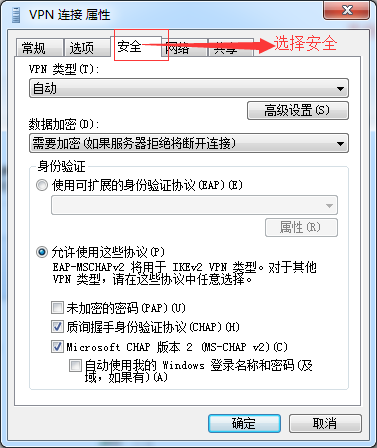 VPN 连接 属性
常规 选项 安全 网络 共享 选择安全
VPN 类型(T):
自动
高级设置(S)
数据加密(D):
需要加密(如果服务器拒绝将断开连接)
身份验证
使用可扩展的身份验证协议(EAP)(E)
属性(R)
允许使用这些协议(P)
EAP-MSCHAPv2 将用于 IKEv2 VPN 类型。对于其他
VPN 类型，请在这些协议中任意选择。
未加密的密码(PAP)(U)
质询握手身份验证协议(CHAP)(H)
Microsoft CHAP 版本 2 (MS-CHAP v2)(C)
自动使用我的 Windows 登录名称和密码(及
域，如果有)(A)
确定 取消